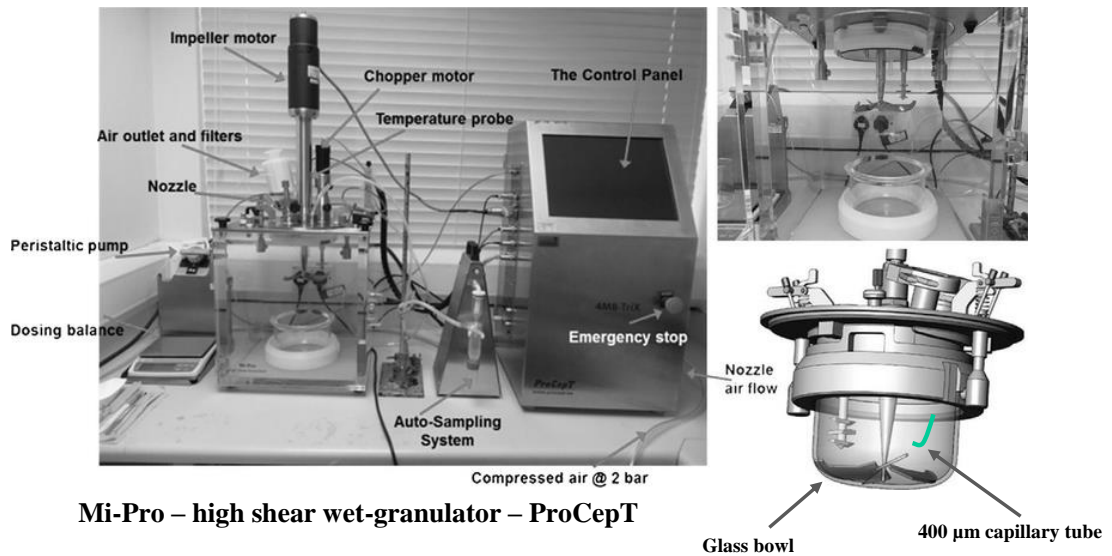 Impeller motor
Chopper motor
The Control Panel
Temperature probe
Air outlet and filters
Nozzle
Peristaltic pump
4M8-TriX
Dosing balance
Emergency stop
Mi-Pro
ProCepT
Nozzle
air flow
Auto-Sampling
System
Compressed air @ 2 bar
Mi-Pro – high shear wet-granulator – ProCepT
Glass bowl
400 µm capillary tube